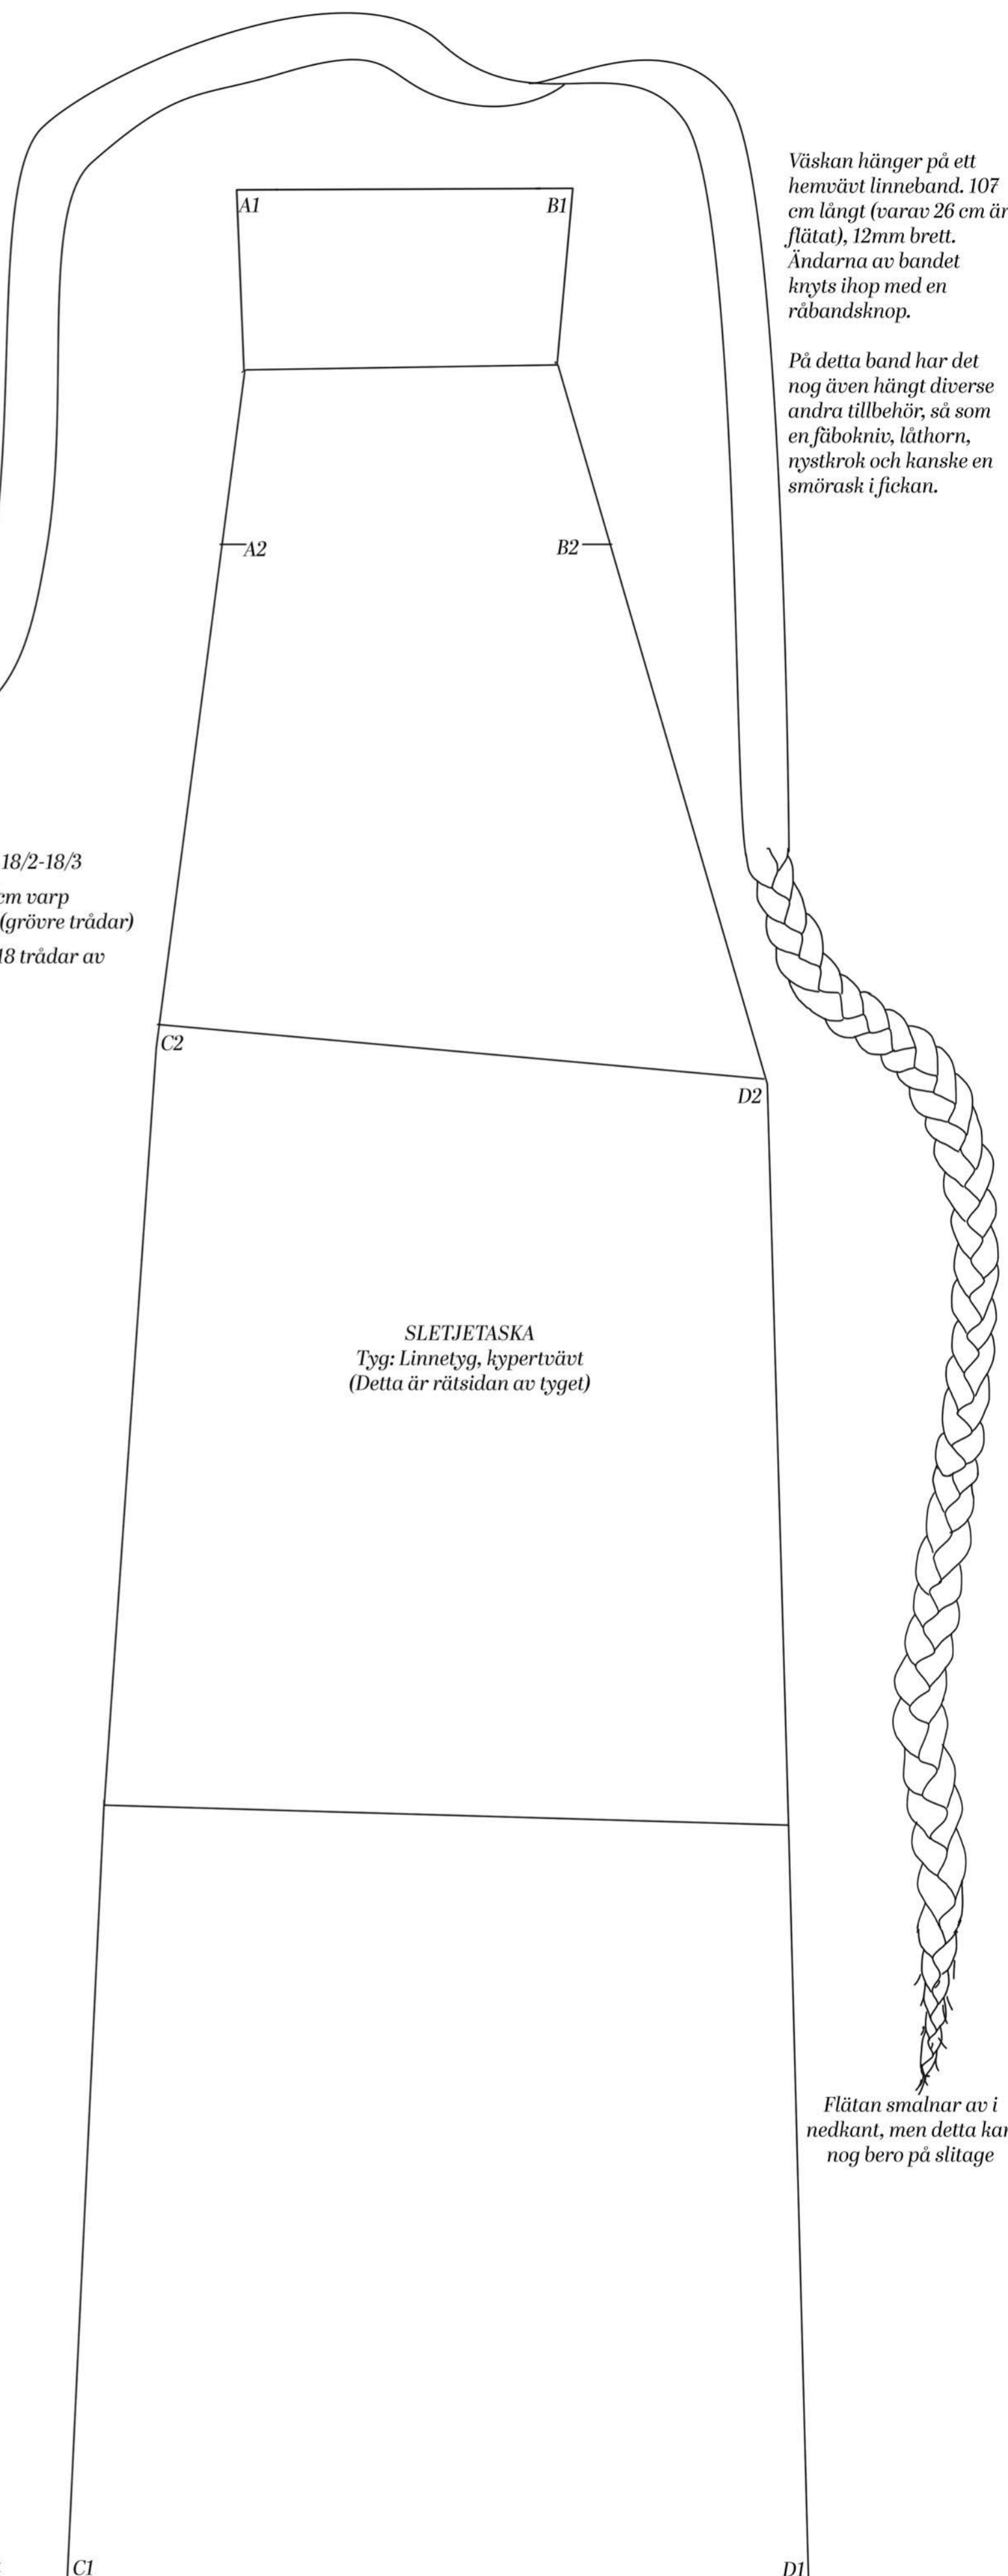 Väskan hänger på ett
hemvävt linneband. 107
cm långt (varav 26 cm är
flätat), 12mm brett.
Ändarna av bandet
knyts ihop med en
råbandsknop.
På detta band har det
nog även hängt diverse
andra tillbehör, så som
en fäbokniv, låthorn,
nystkrok och kanske en
smörask i fickan.
A1
B1
A2
B2
18/2-18/3
cm varp
(grövre trådar)
18 trådar av
C2
D2
SLETJETASKA
Tyg: Linnetyg, kypertvävt
(Detta är rätsidan av tyget)
Flätan smalnar av i
nedkant, men detta kan
nog bero på slitage
C1
D1